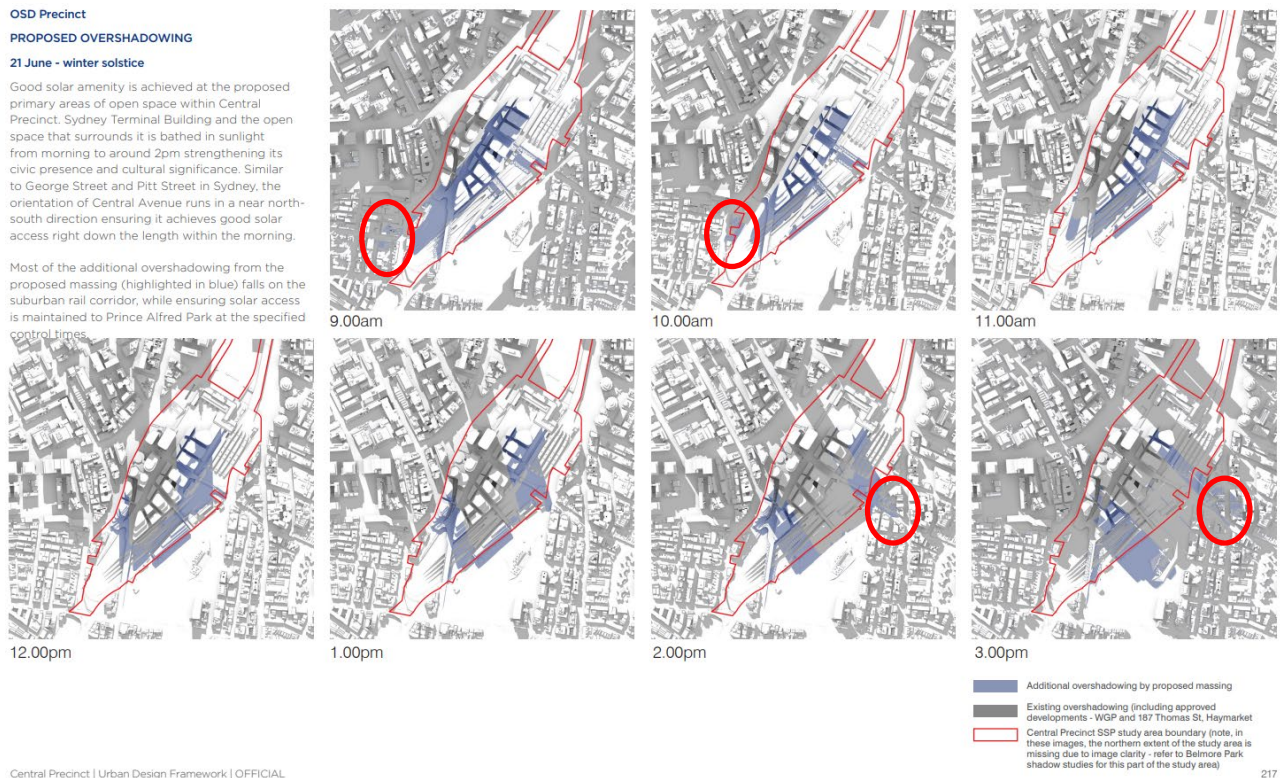 OSD Precinct
PROPOSED OVERSHADOWING
21 June - winter solstice
Good solar amenity is achieved at the proposed
primary areas of open space within Central
Precinct. Sydney Terminal Building and the open
space that surrounds it is bathed in sunlight
from morning to around 2pm strengthening its
civic presence and cultural significance. Similar
to George Street and Pitt Street in Sydney, the
orientation of Central Avenue runs in a near north-
south direction ensuring it achieves good solar
access right down the length within the morning.
Most of the additional overshadowing from the
proposed massing (highlighted in blue) falls on the
suburban rail corridor, while ensuring solar access
is maintained to Prince Alfred Park at the specified
control times.
9.00am
10.00am
11.00am
12.00pm
1.00pm
2.00pm
3.00pm
Additional overshadowing by proposed massing
Existing overshadowing (including approved
developments - WGP and 187 Thomas St, Haymarket
Central Precinct SSP study area boundary (note, in
these images, the northern extent of the study area is
missing due to image clarity - refer to Belmore Park
shadow studies for this part of the study area)
Central Precinct | Urban Design Framework | OFFICIAL
217